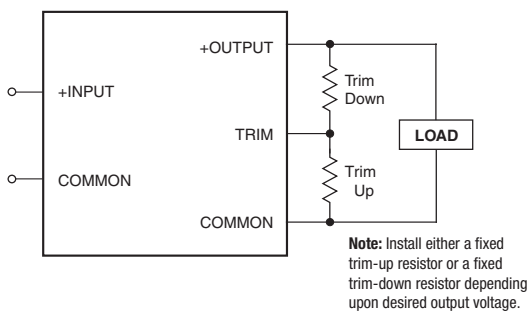 +OUTPUT
+INPUT
Trim
Down
TRIM
LOAD
Trim
Up
COMMON
COMMON
Note: Install either a fixed
trim-up resistor or a fixed
trim-down resistor depending
upon desired output voltage.